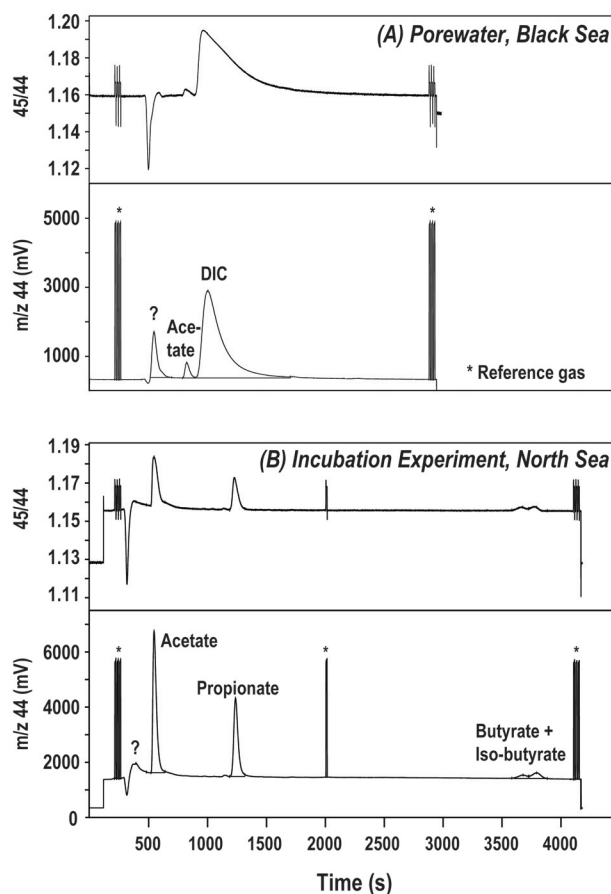 (A) Porewater, Black Sea
1.20
1.18
1.16
1.14
1.12
45/44
*
*
5000
3000
1000
m/z 44 (mV)
?
Ace-
tate
DIC
* Reference gas
(B) Incubation Experiment, North Sea
1.19
1.17
1.15
1.13
1.11
45/44
*
*
*
6000
4000
2000
0
m/z 44 (mV)
?
Acetate
Propionate
Butyrate +
Iso-butyrate
500
1000
1500
2000
2500
3000
3500
4000
Time (s)